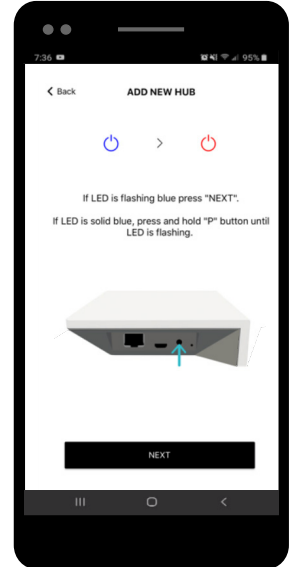 7:36 95%
Back ADD NEW HUB
If LED is flashing blue press "NEXT".
If LED is solid blue, press and hold "P" button until
LED is flashing.
NEXT